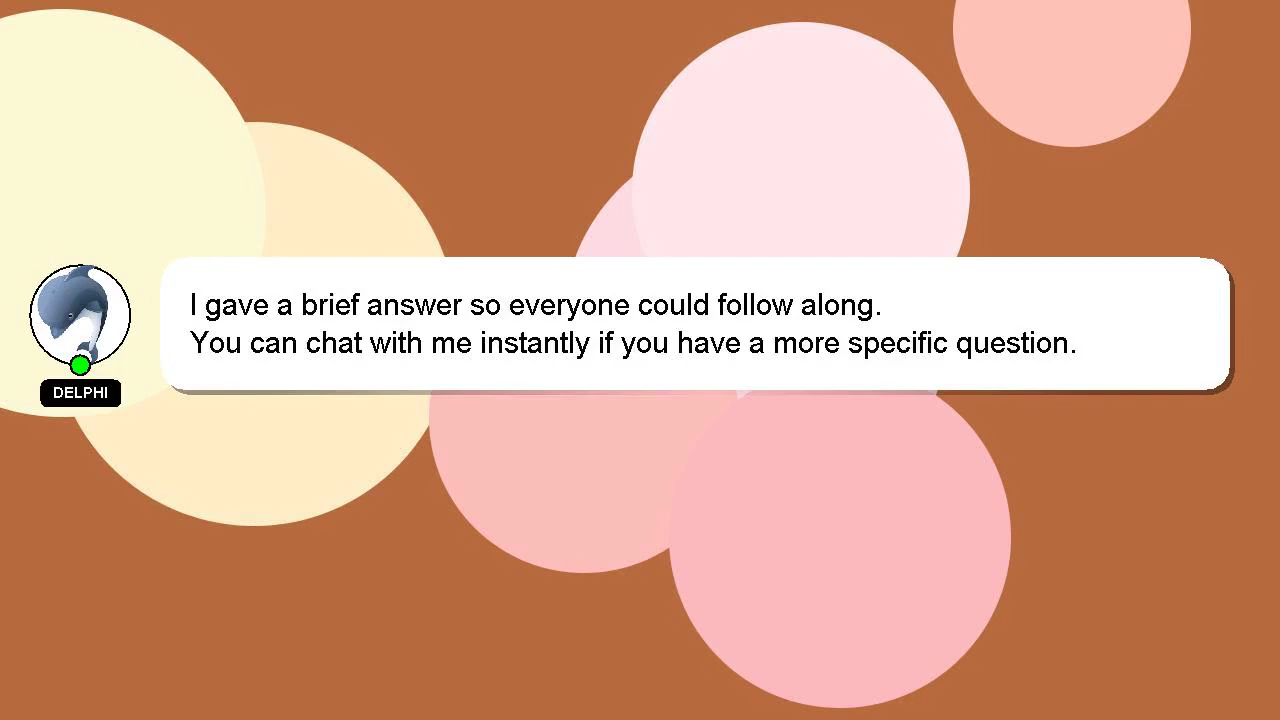 I gave a brief answer so everyone could follow along.
You can chat with me instantly if you have a more specific question.
DELPHI